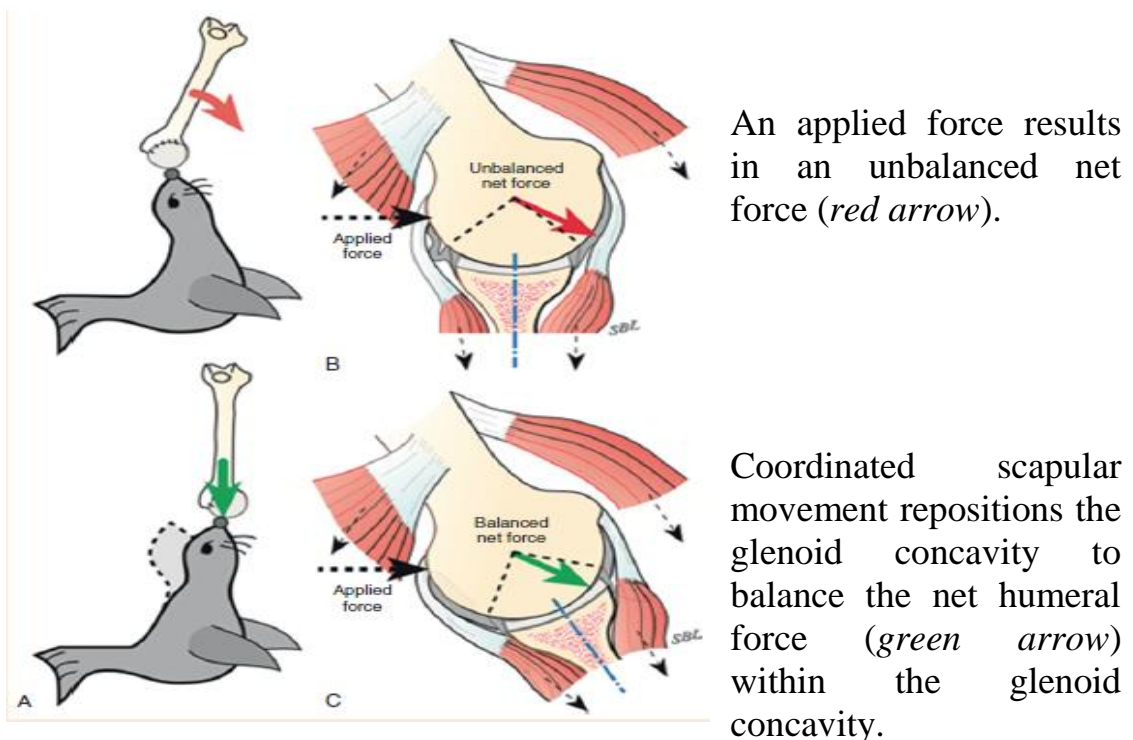 An applied force results
in an unbalanced net
force (red arrow).
Unbalanced
net force
Applied
force
SBL
B
Coordinated scapular
movement repositions the
glenoid concavity to
balance the net humeral
force (green arrow)
within the glenoid
concavity.
Balanced
net force
Applied
force
SBL
A
C